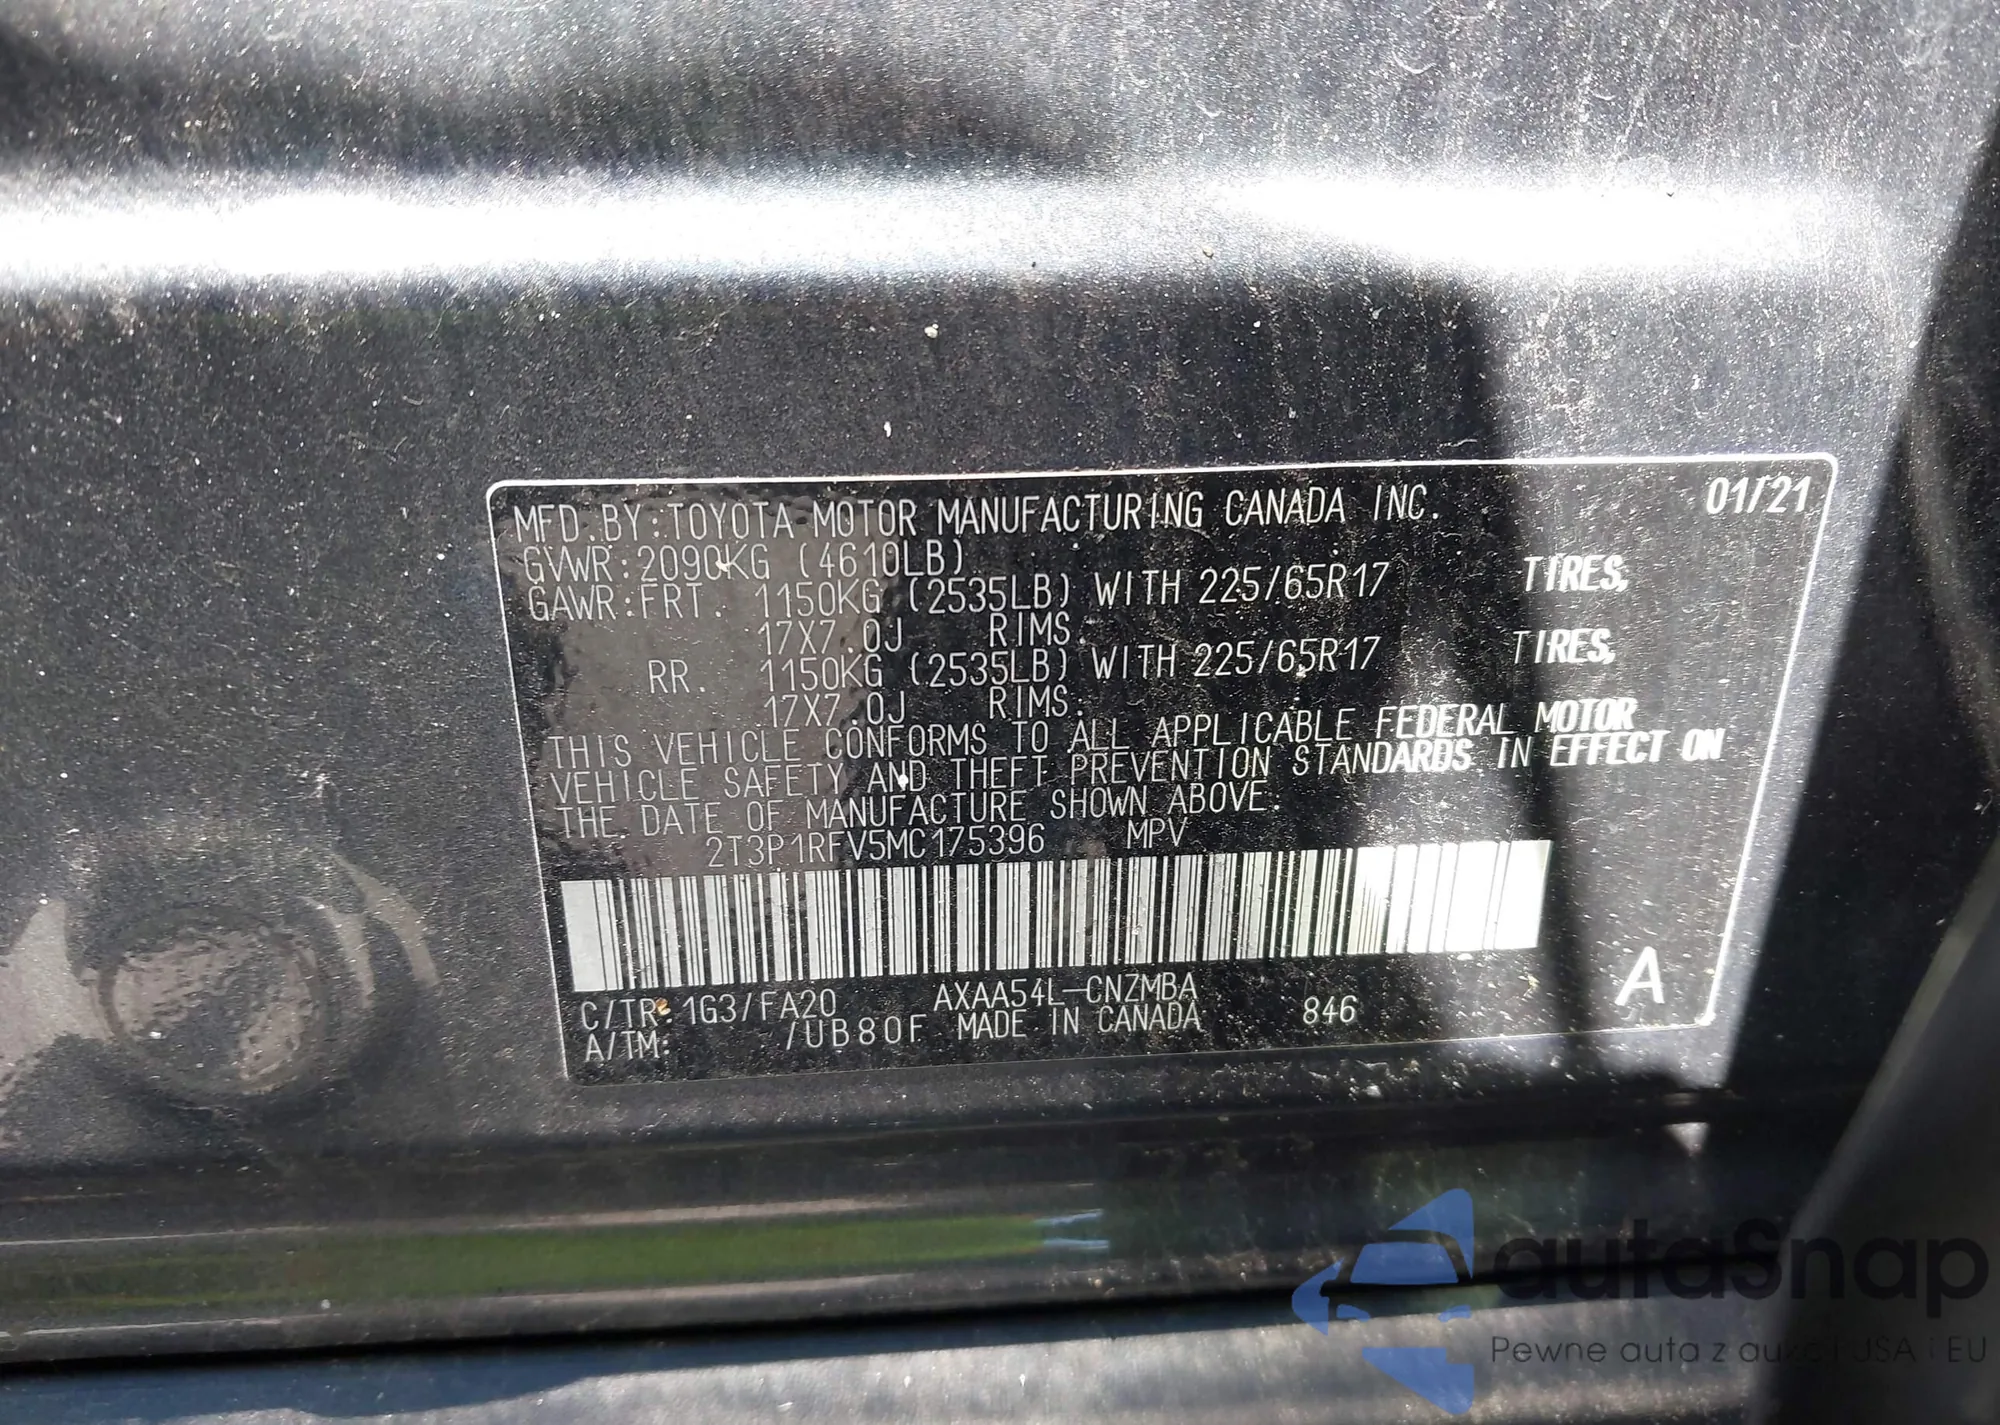 MFD.BY:TOYOTA MOTOR MANUFACTURING CANADA INC. 01/21
GVWR:2090KG (4610LB)
GAWR:FRT. 1150KG (2535LB) WITH 225/65R17 TIRES,
17X7.0J RIMS.
RR. 1150KG (2535LB) WITH 225/65R17 TIRES,
17X7.0J RIMS.
THIS VEHICLE CONFORMS TO ALL APPLICABLE FEDERAL MOTOR
VEHICLE SAFETY AND THEFT PREVENTION STANDARDS IN EFFECT ON
THE DATE OF MANUFACTURE SHOWN ABOVE.
2T3P1RFV5MC175396 MPV
C/TR:1G3/FA20 AXAA54L-CNZMBA 846 A
A/TM: /UB80F MADE IN CANADA
autaSnap
Pewne auta z aukcji USA i EU